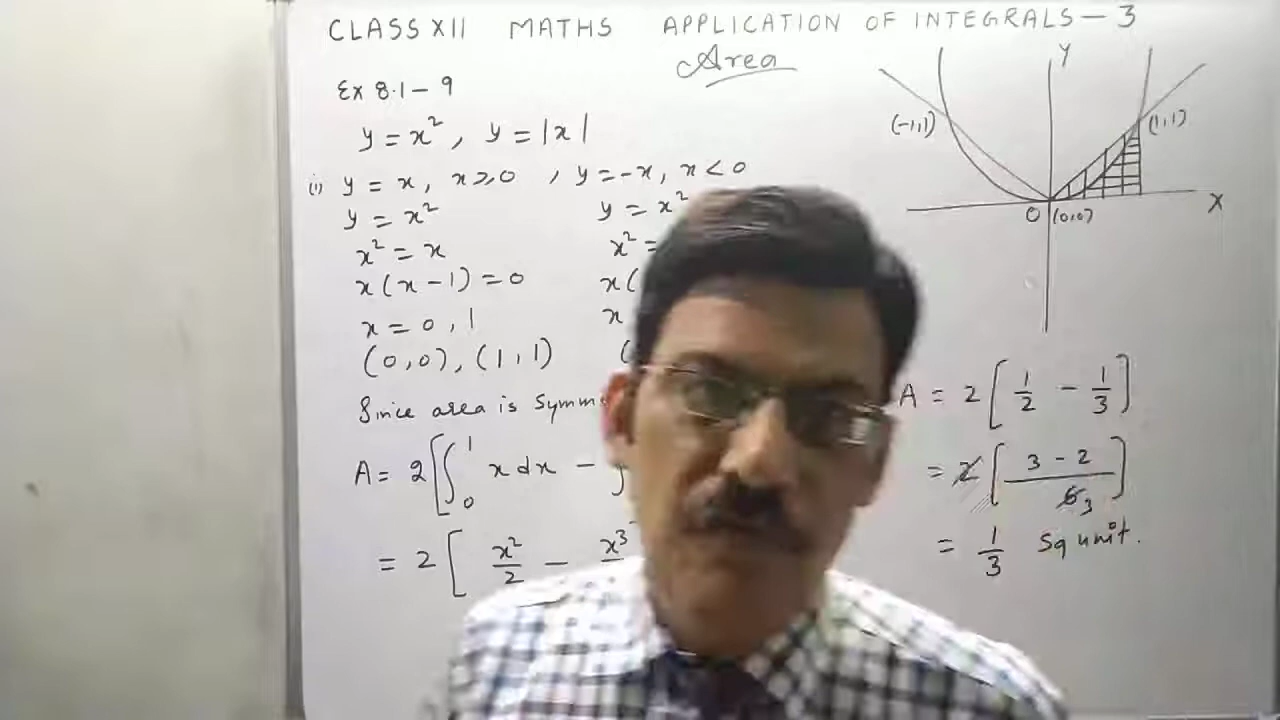 CLASS XII MATHS APPLICATION OF INTEGRALS – 3
Area
Ex 8.1 – 9
y = x², y = |x|
(i) y = x, x ≥ 0 , y = -x, x < 0
y = x² y = x²
x² = x x² =
x(x – 1) = 0 x(
x = 0, 1 x
(0,0), (1,1) (
Since area is Symm
A = 2[∫₀¹ x dx – ∫
= 2[ x²/2 – x³
Y
(-1,1) (1,1)
O (0,0) X
A = 2[1/2 – 1/3]
= 2[(3 – 2)/6 3]
= 1/3 Sq unit.